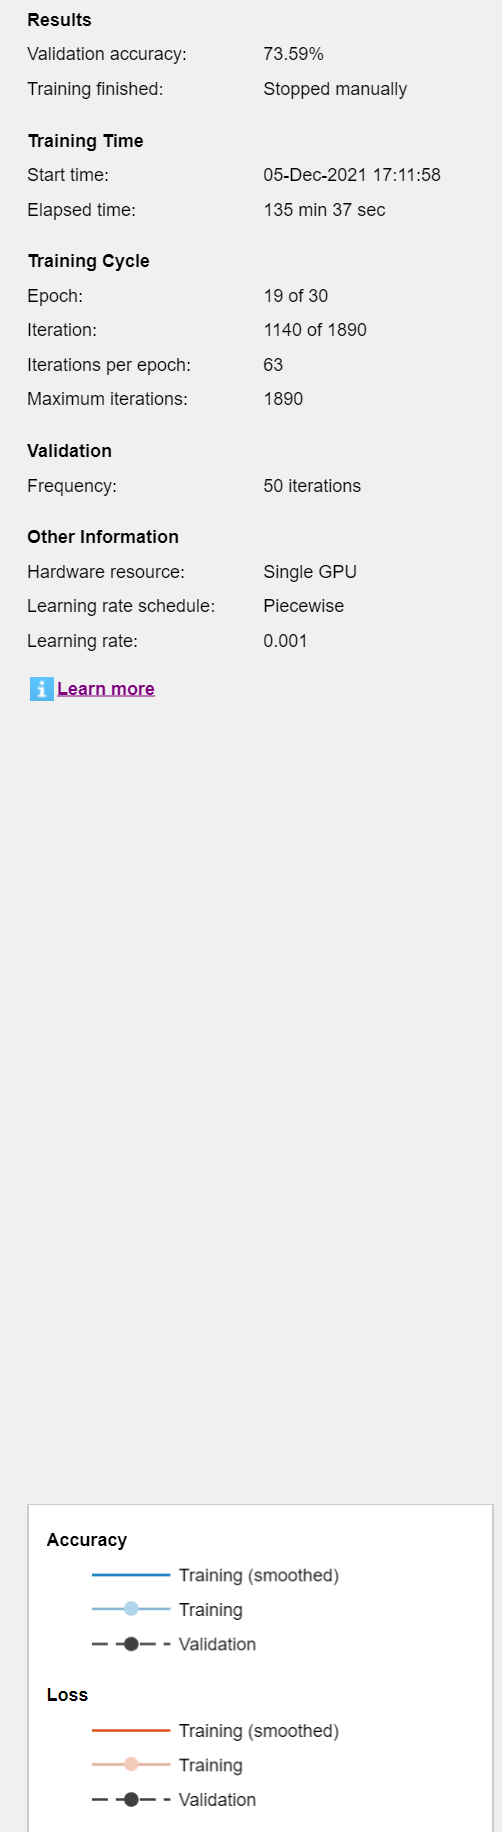 Results
Validation accuracy: 73.59%
Training finished: Stopped manually
Training Time
Start time: 05-Dec-2021 17:11:58
Elapsed time: 135 min 37 sec
Training Cycle
Epoch: 19 of 30
Iteration: 1140 of 1890
Iterations per epoch: 63
Maximum iterations: 1890
Validation
Frequency: 50 iterations
Other Information
Hardware resource: Single GPU
Learning rate schedule: Piecewise
Learning rate: 0.001
i Learn more
Accuracy
Training (smoothed)
Training
Validation
Loss
Training (smoothed)
Training
Validation